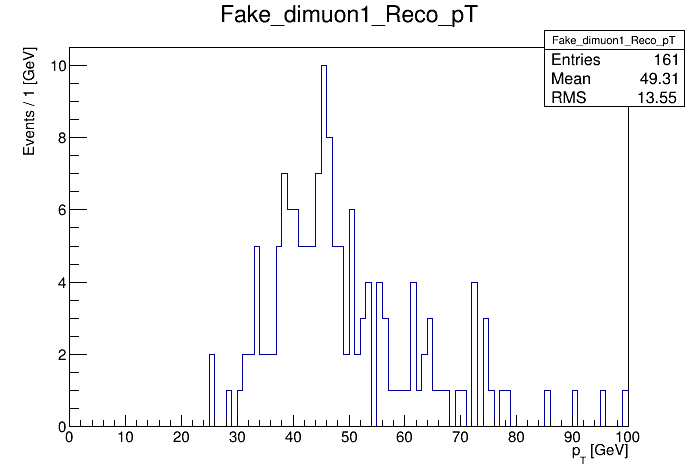 Fake_dimuon1_Reco_pT
Fake_dimuon1_Reco_pT
Entries 161
Mean 49.31
RMS 13.55
Events / 1 [GeV]
10
8
6
4
2
0
0 10 20 30 40 50 60 70 80 90 100
p_T [GeV]